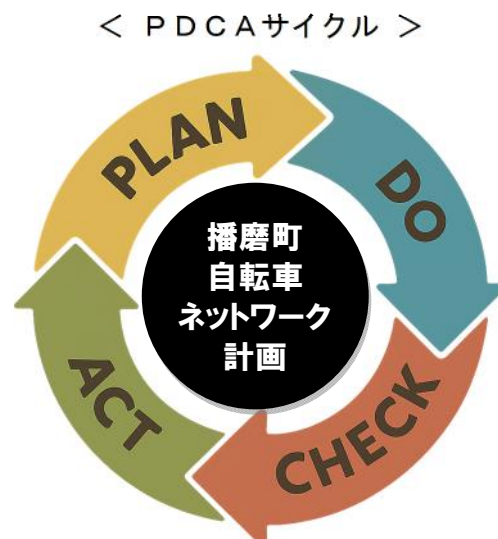 ＜ ＰＤＣＡサイクル ＞
PLAN
DO
播磨町
自転車
ネットワーク
計画
ACT
CHECK